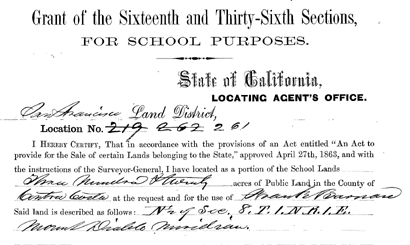 Grant of the Sixteenth and Thirty-Sixth Sections,
FOR SCHOOL PURPOSES.
State of California,
LOCATING AGENT'S OFFICE.
San Francisco Land District,
Location No. 219 262 261
I HEREBY CERTIFY, That in accordance with the provisions of an Act entitled "An Act to
provide for the Sale of certain Lands belonging to the State," approved April 27th, 1863, and with
the instructions of the Surveyor-General, I have located a portion of the School Lands
Three Hundred & Twenty acres of Public Land in the County of
Contra Costa at the request and for the use of Frank
Said land is described as follows: N 1/2 of Sec. 8. T. 1. N. R. 1. E.
Mount Diablo Meridian.